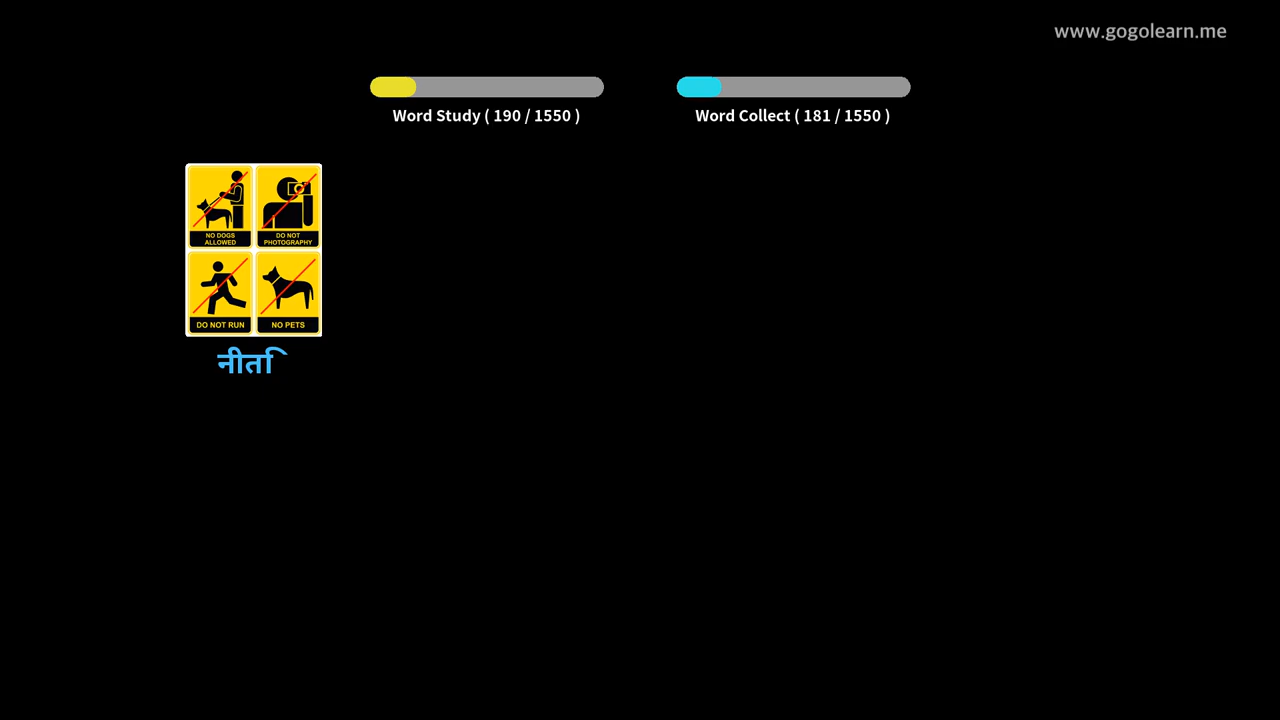 www.gogolearn.me
Word Study ( 190 / 1550 )
Word Collect ( 181 / 1550 )
NO DOGS
ALLOWED
DO NOT
PHOTOGRAPHY
DO NOT RUN
NO PETS
नीति